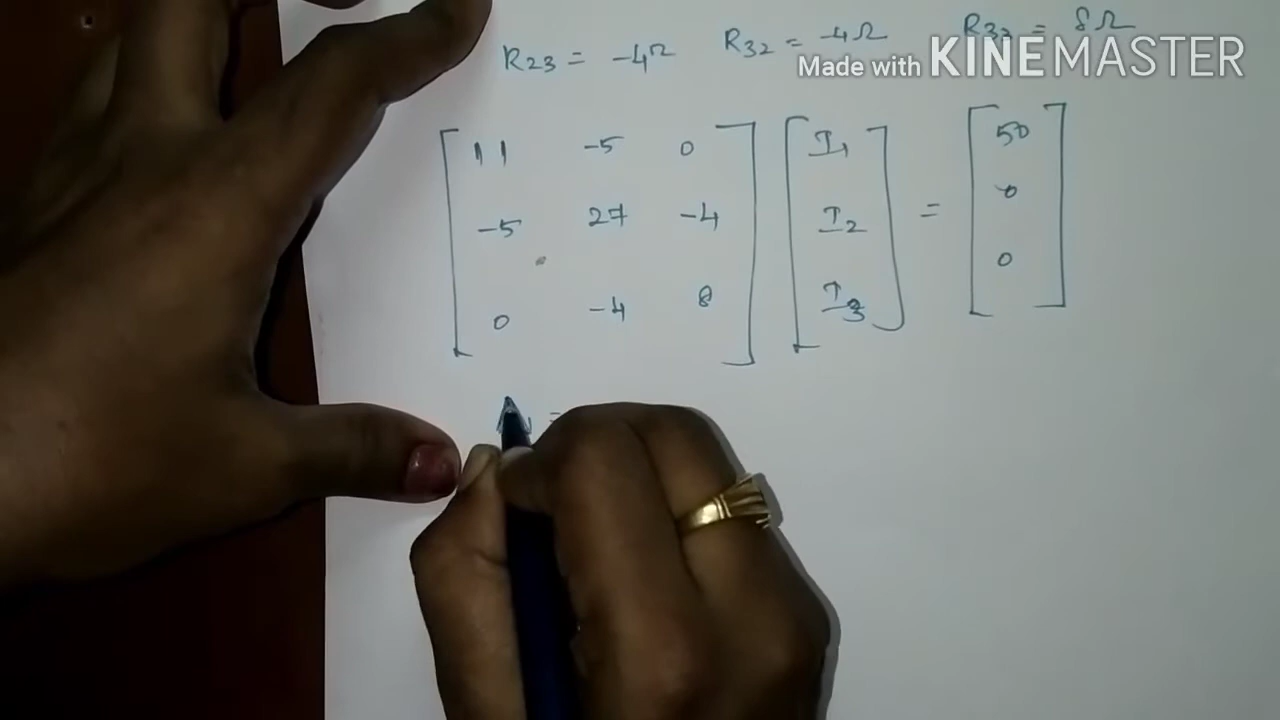 R23 = -4Ω R32 = -4Ω R33 = 8Ω
Made with KINEMASTER
11 -5 0 I1 50
-5 27 -4 I2 = 0
0 -4 8 I3 0
=